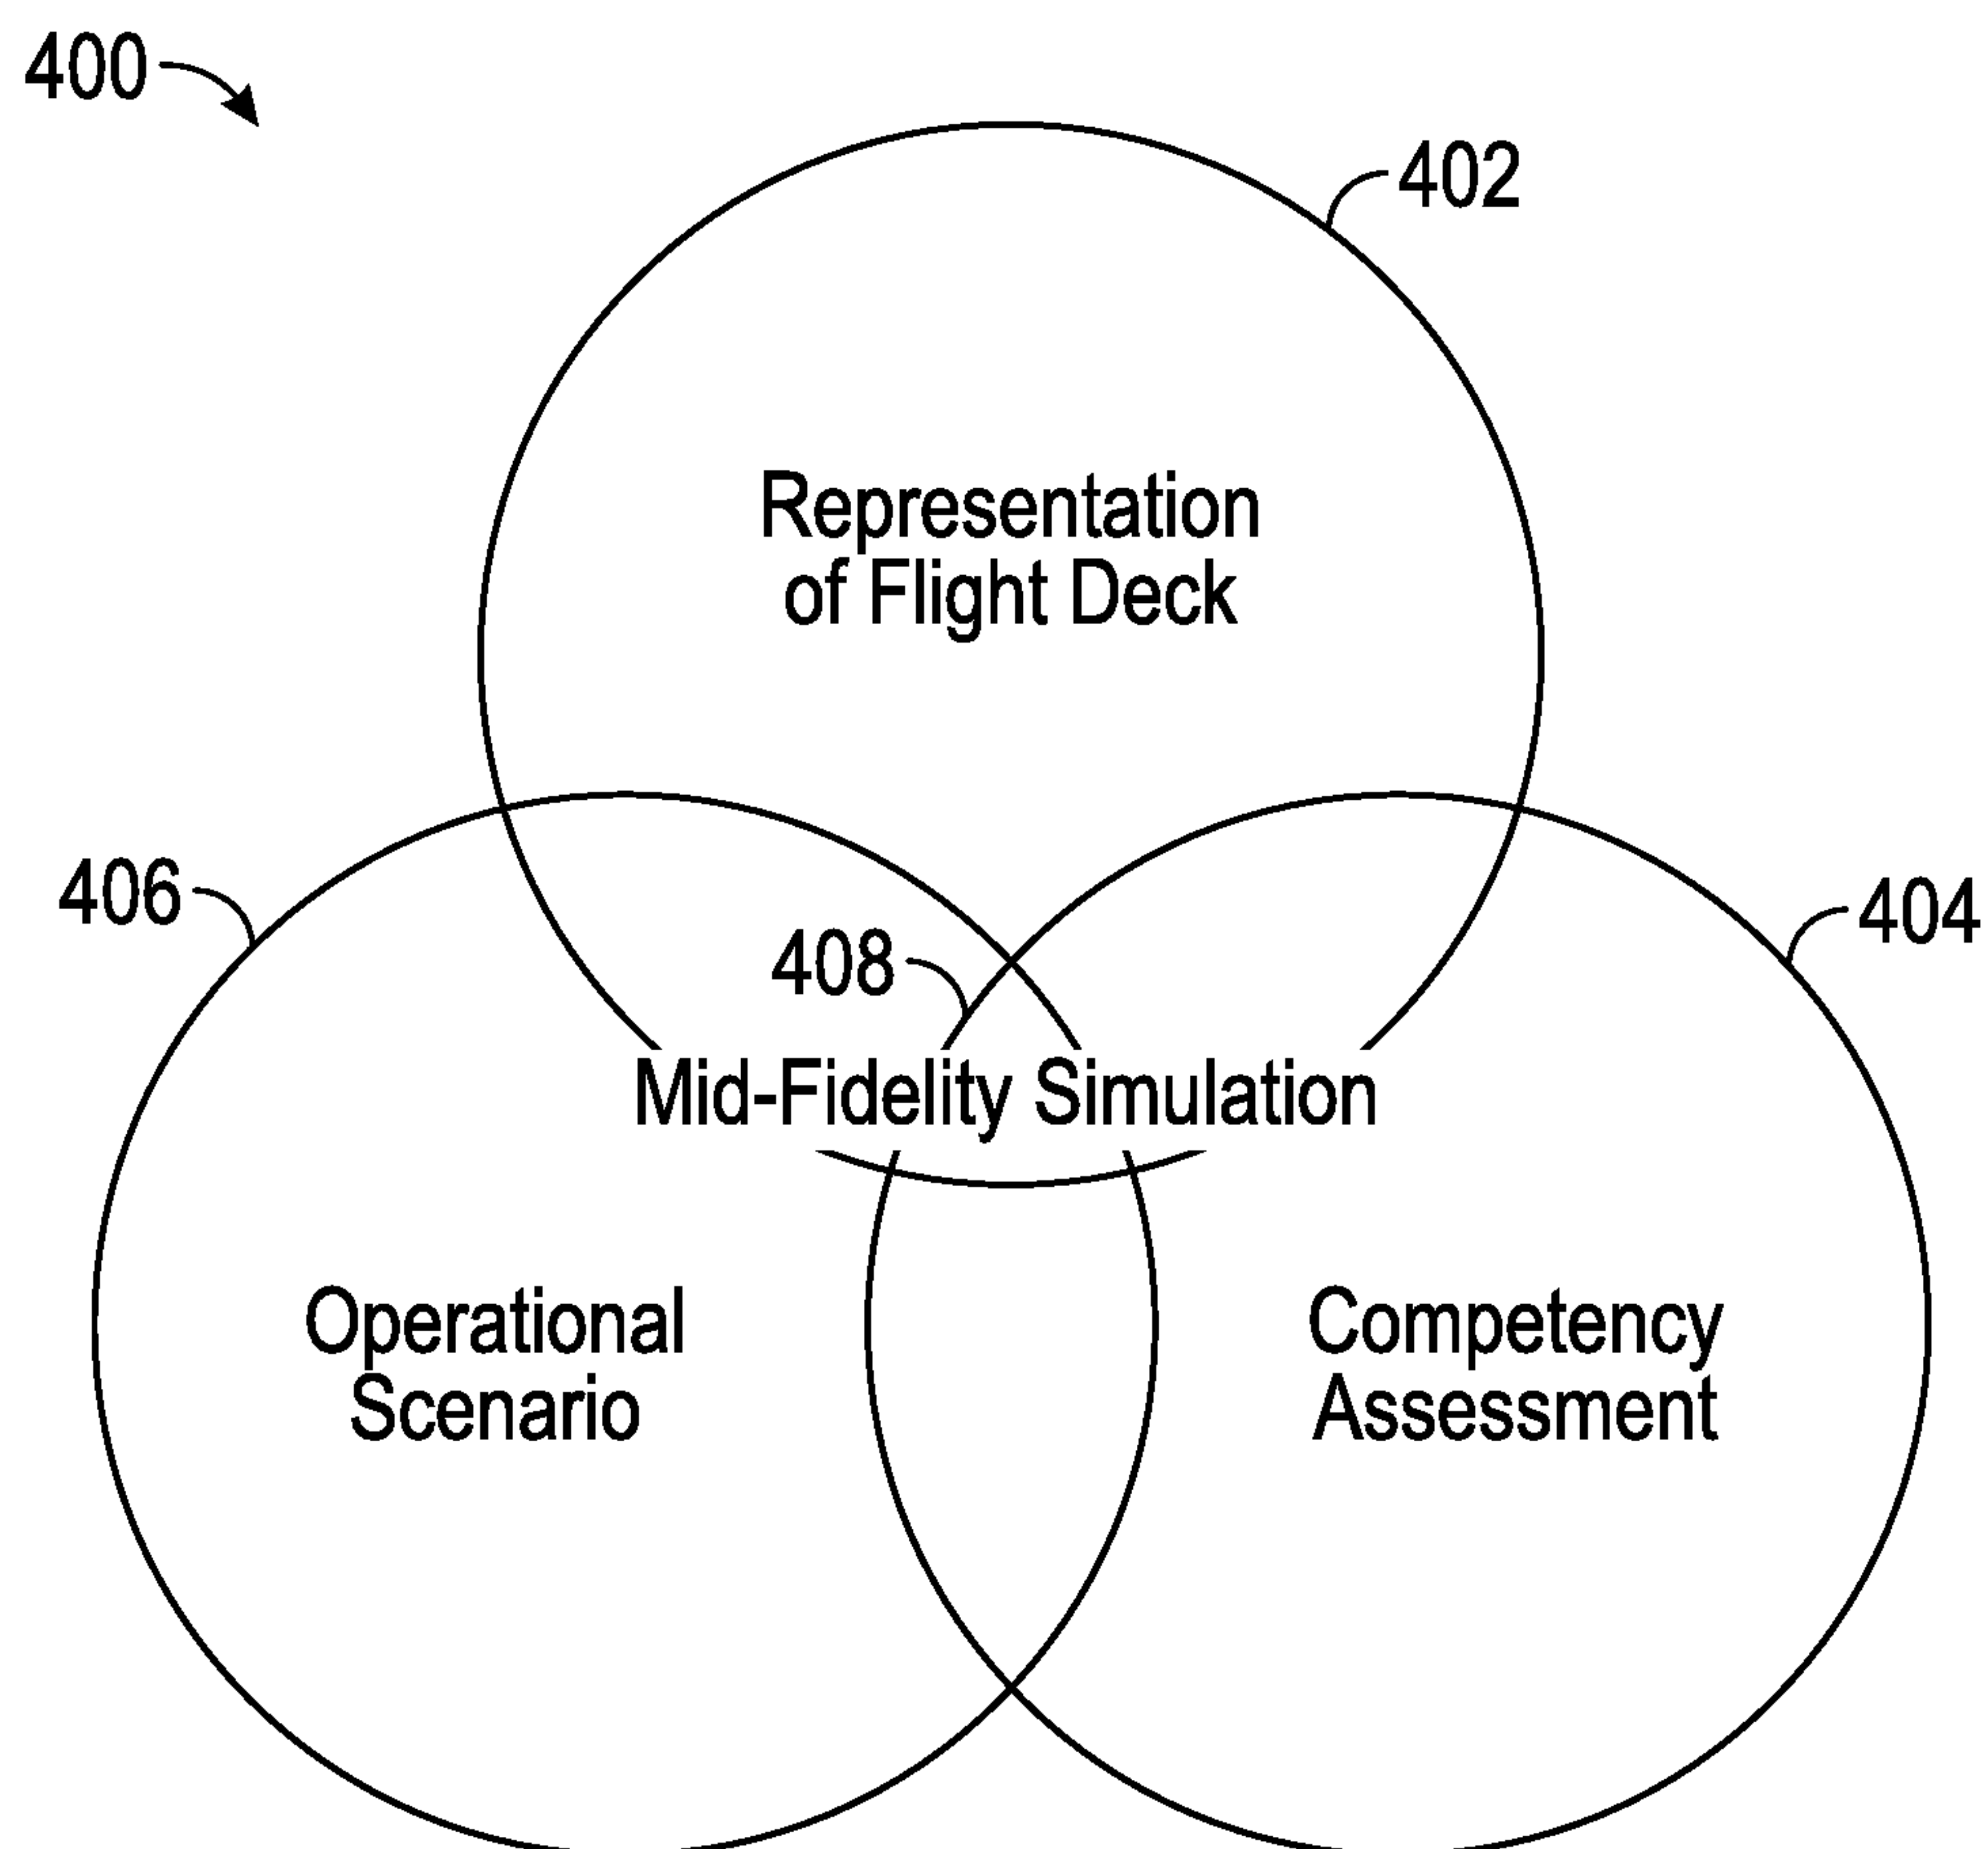 400
402
Representation
of Flight Deck
406
404
408
Mid-Fidelity Simulation
Operational
Scenario
Competency
Assessment